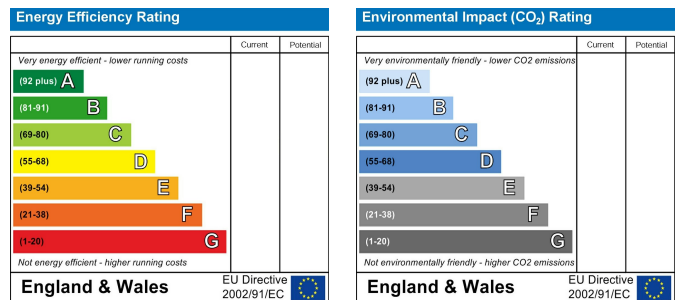 Energy Efficiency Rating
Current Potential
Very energy efficient - lower running costs
(92 plus) A
(81-91) B
(69-80) C
(55-68) D
(39-54) E
(21-38) F
(1-20) G
Not energy efficient - higher running costs
England & Wales
EU Directive
2002/91/EC
Environmental Impact (CO₂) Rating
Current Potential
Very environmentally friendly - lower CO2 emissions
(92 plus) A
(81-91) B
(69-80) C
(55-68) D
(39-54) E
(21-38) F
(1-20) G
Not environmentally friendly - higher CO2 emissions
England & Wales
EU Directive
2002/91/EC